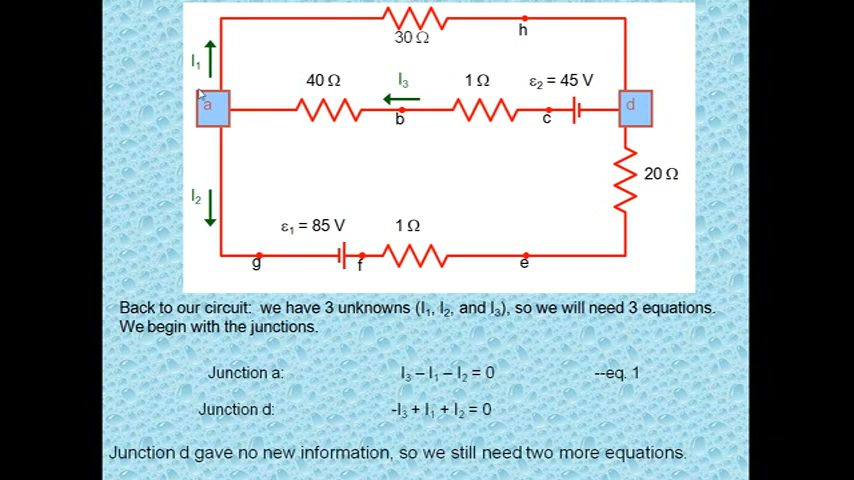 30 Ω
h
I₁
40 Ω
I₃
1 Ω
ε₂ = 45 V
a
b
c
d
20 Ω
I₂
ε₁ = 85 V
1 Ω
g
f
e
Back to our circuit: we have 3 unknowns (I₁, I₂, and I₃), so we will need 3 equations.
We begin with the junctions.
Junction a: I₃ – I₁ – I₂ = 0 --eq. 1
Junction d: -I₃ + I₁ + I₂ = 0
Junction d gave no new information, so we still need two more equations.